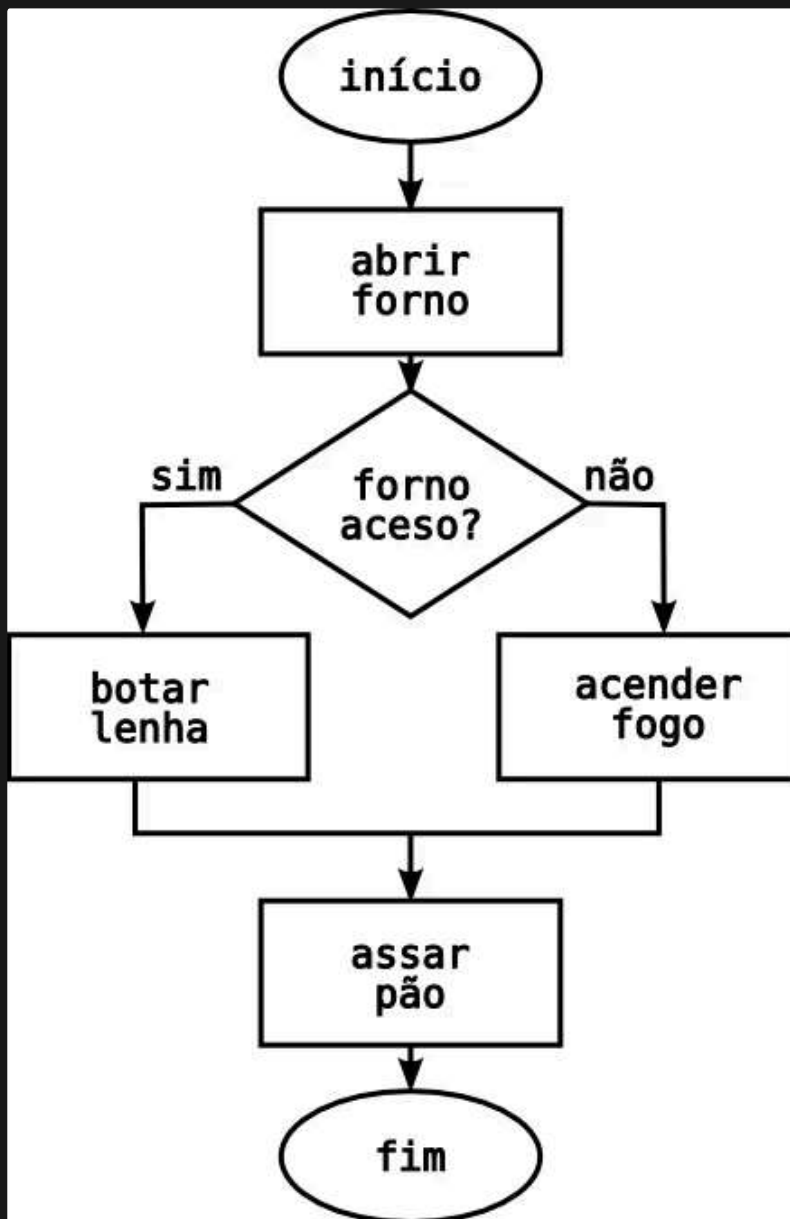 início
abrir
forno
sim
forno
aceso?
não
botar
lenha
acender
fogo
assar
pão
fim